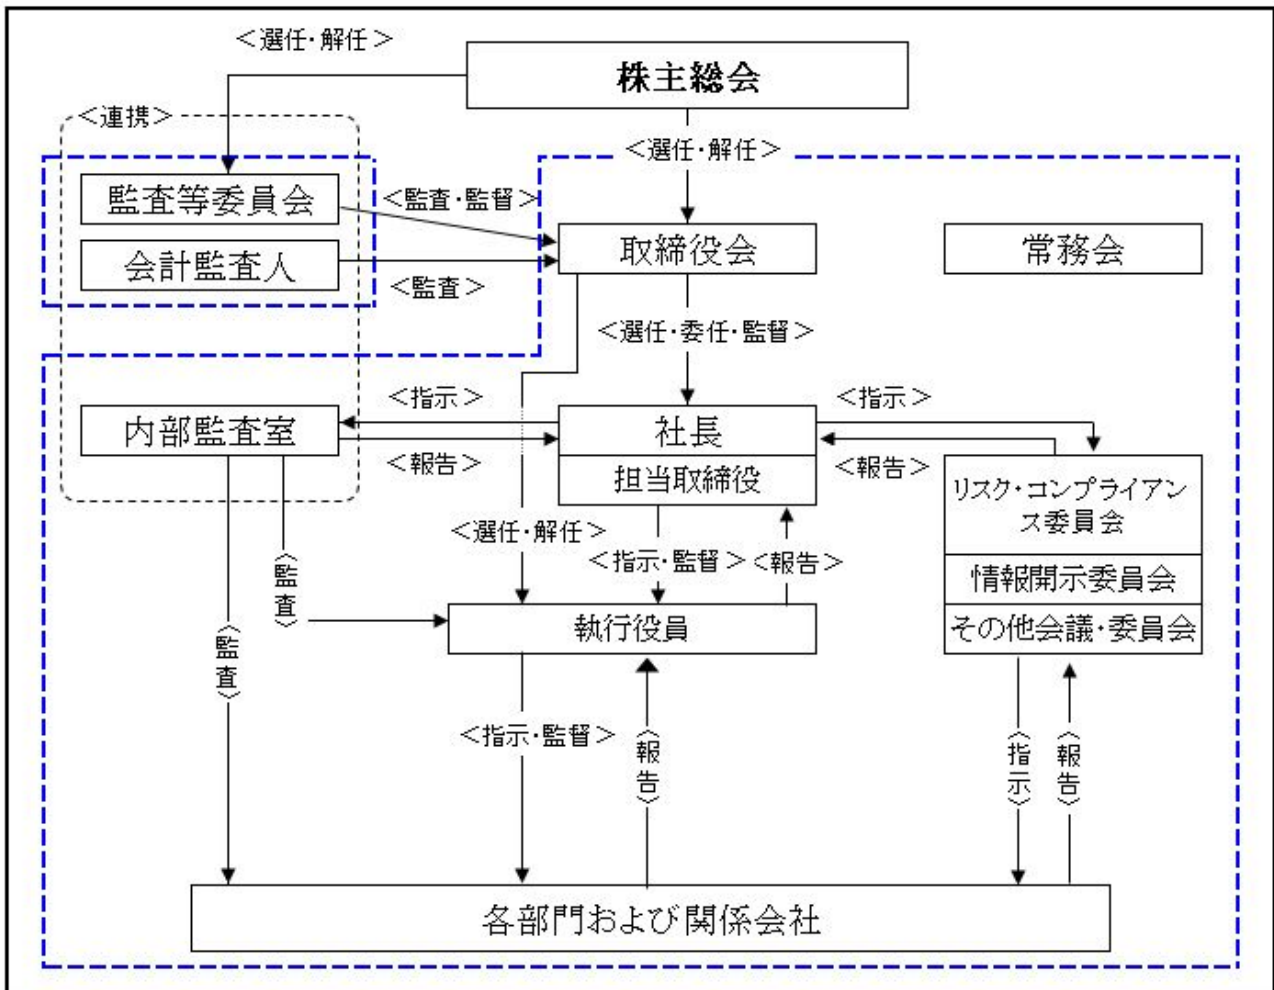 ＜選任・解任＞
株主総会
＜連携＞
＜選任・解任＞
監査等委員会
＜監査・監督＞
会計監査人
＜監査＞
取締役会
常務会
＜選任・委任・監督＞
＜指示＞
＜指示＞
内部監査室
社長
＜報告＞
＜報告＞
担当取締役
リスク・コンプライアン
ス委員会
＜選任・解任＞
＜指示・監督＞
＜報告＞
＜監査＞
情報開示委員会
執行役員
その他会議・委員会
＜監査＞
＜指示・監督＞
＜報告＞
＜指示＞
＜報告＞
各部門および関係会社